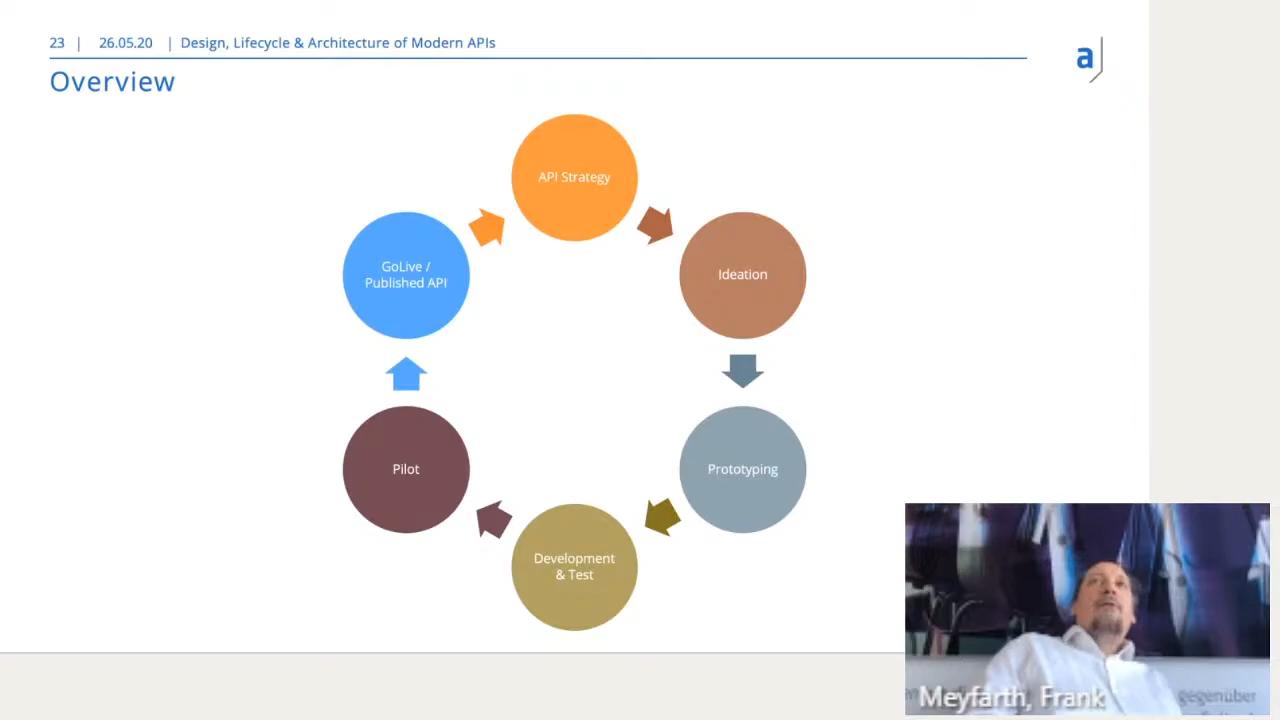 23 | 26.05.20 | Design, Lifecycle & Architecture of Modern APIs
a
Overview
API Strategy
GoLive /
Published API
Ideation
Pilot
Prototyping
Development
& Test
Meyfarth, Frank
gegenüber